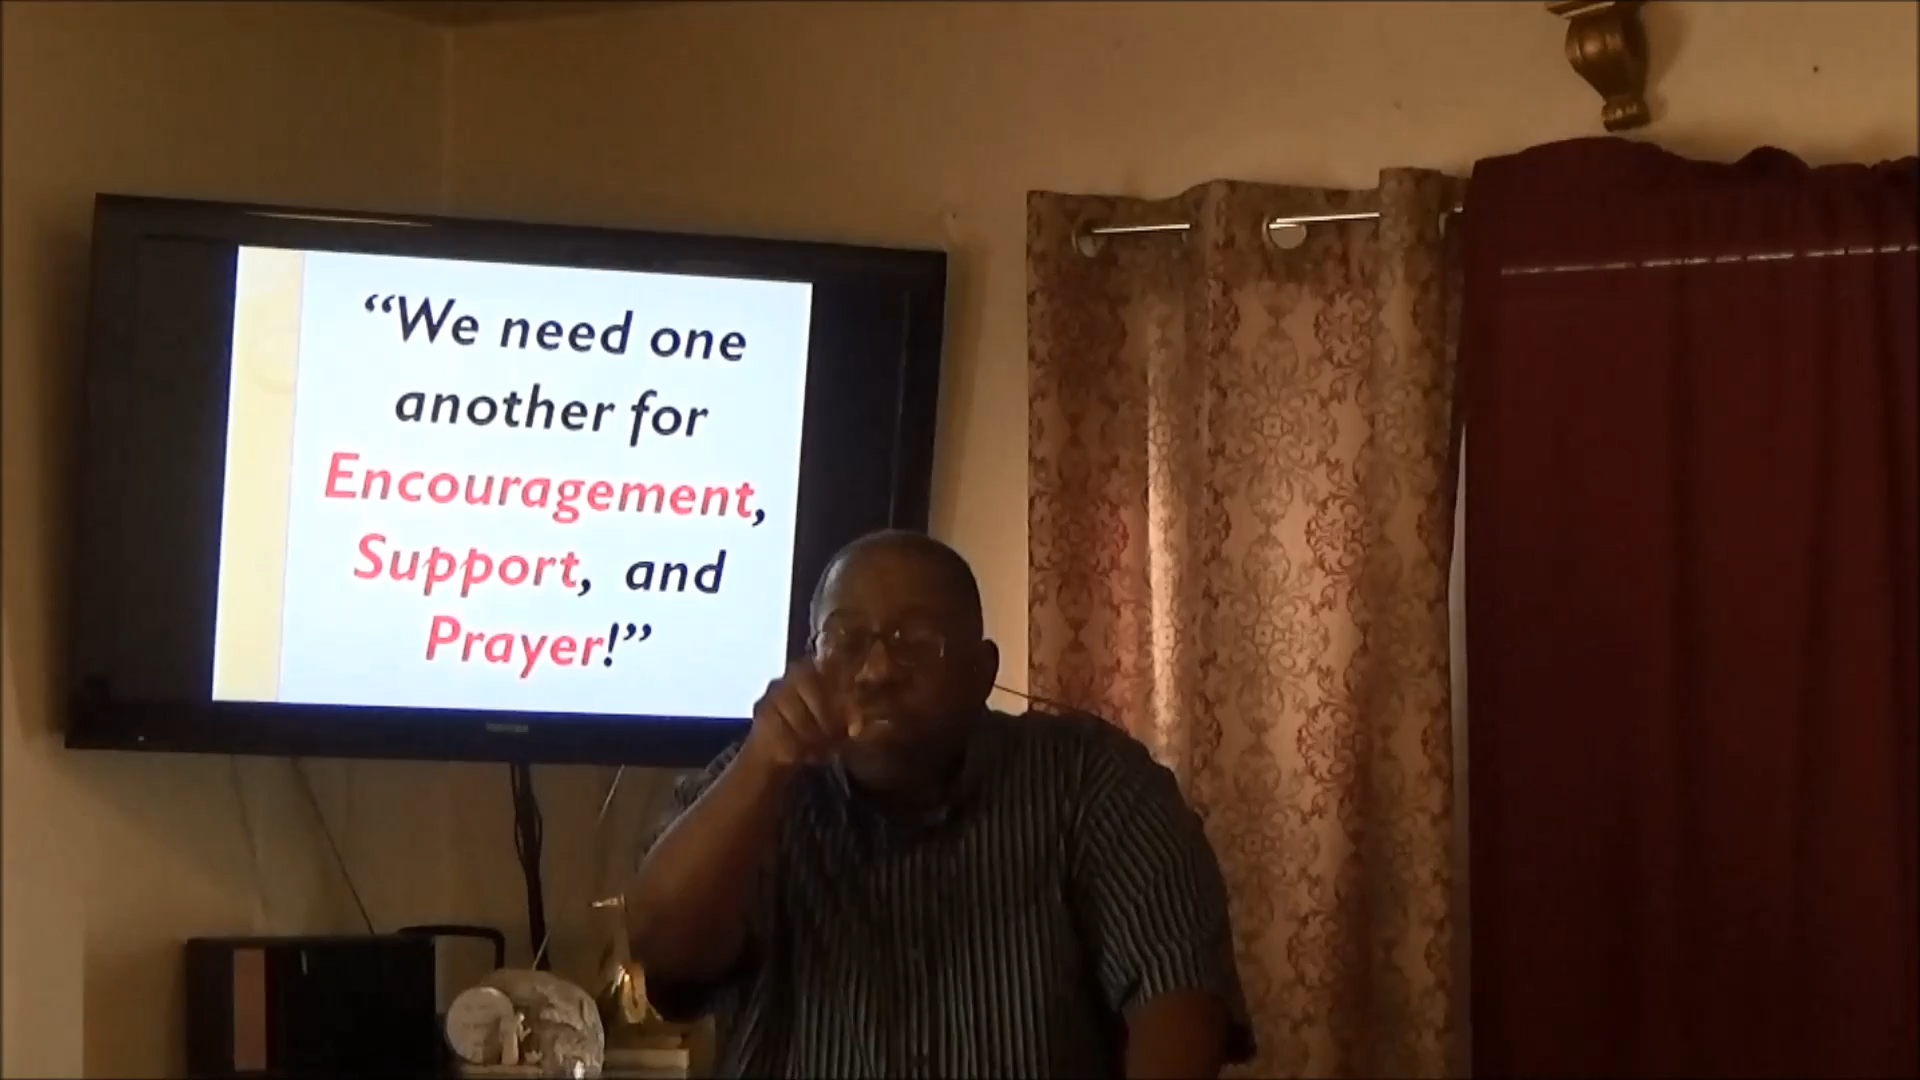 “We need one
another for
Encouragement,
Support, and
Prayer!”